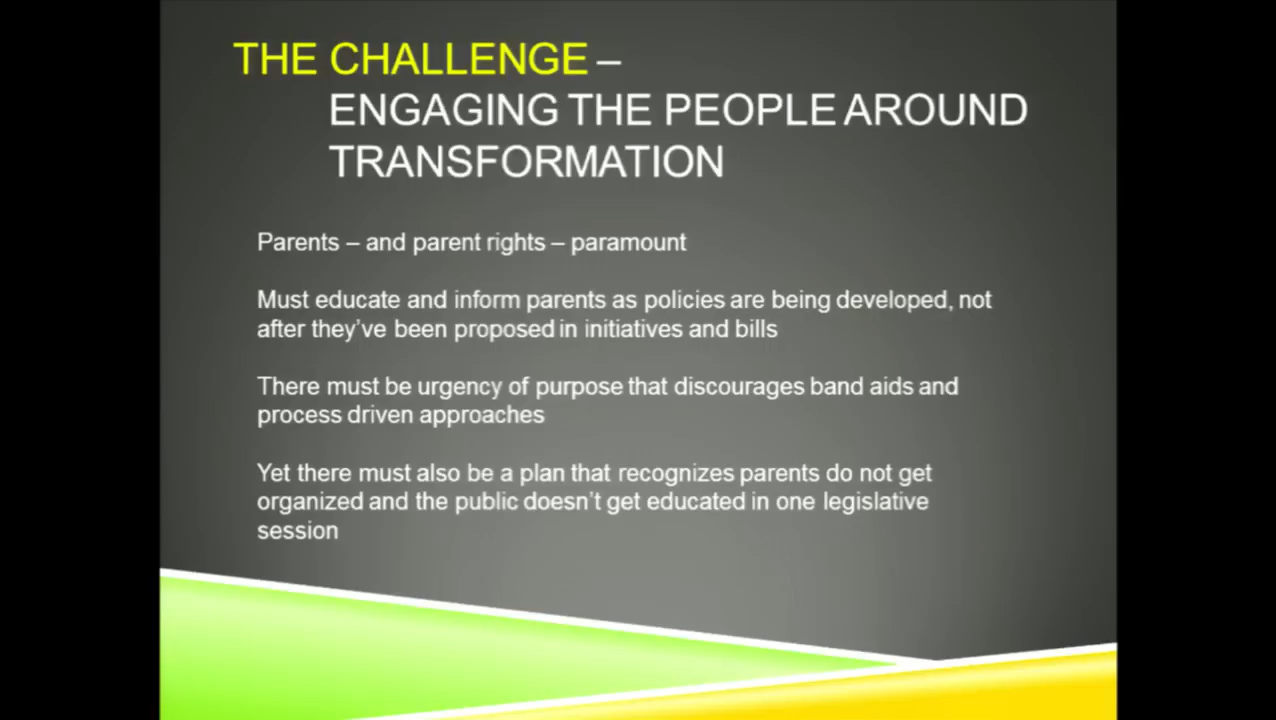 THE CHALLENGE –
ENGAGING THE PEOPLE AROUND
TRANSFORMATION
Parents – and parent rights – paramount
Must educate and inform parents as policies are being developed, not
after they've been proposed in initiatives and bills
There must be urgency of purpose that discourages band aids and
process driven approaches
Yet there must also be a plan that recognizes parents do not get
organized and the public doesn't get educated in one legislative
session